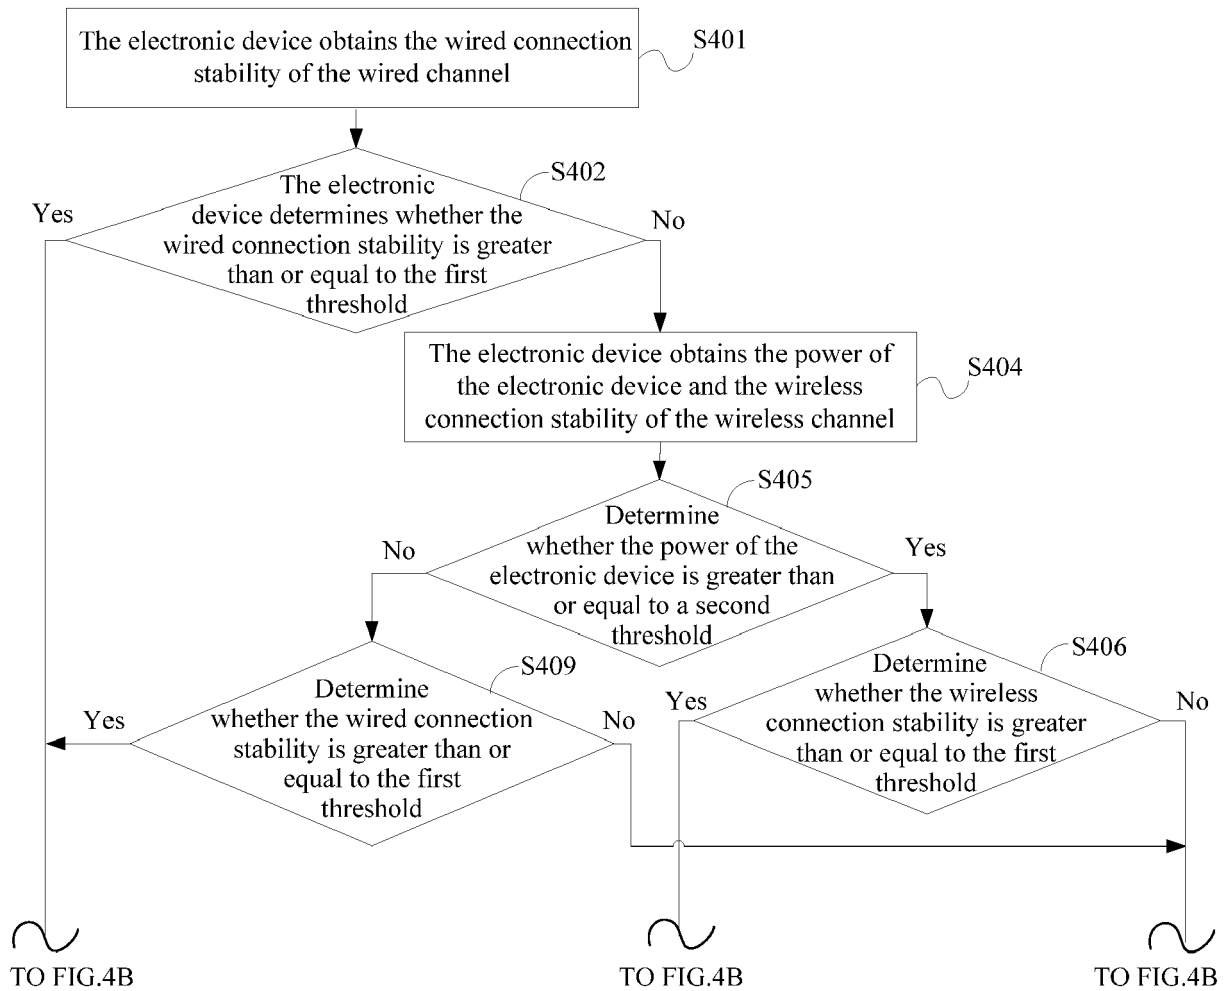 The electronic device obtains the wired connection
stability of the wired channel
S401
S402
The electronic
device determines whether the
wired connection stability is greater
than or equal to the first
threshold
Yes
No
The electronic device obtains the power of
the electronic device and the wireless
connection stability of the wireless channel
S404
S405
Determine
whether the power of the
electronic device is greater than
or equal to a second
threshold
No
Yes
S409
Determine
whether the wired connection
stability is greater than or
equal to the first
threshold
Yes
No
S406
Determine
whether the wireless
connection stability is greater
than or equal to the first
threshold
Yes
No
TO FIG.4B
TO FIG.4B
TO FIG.4B